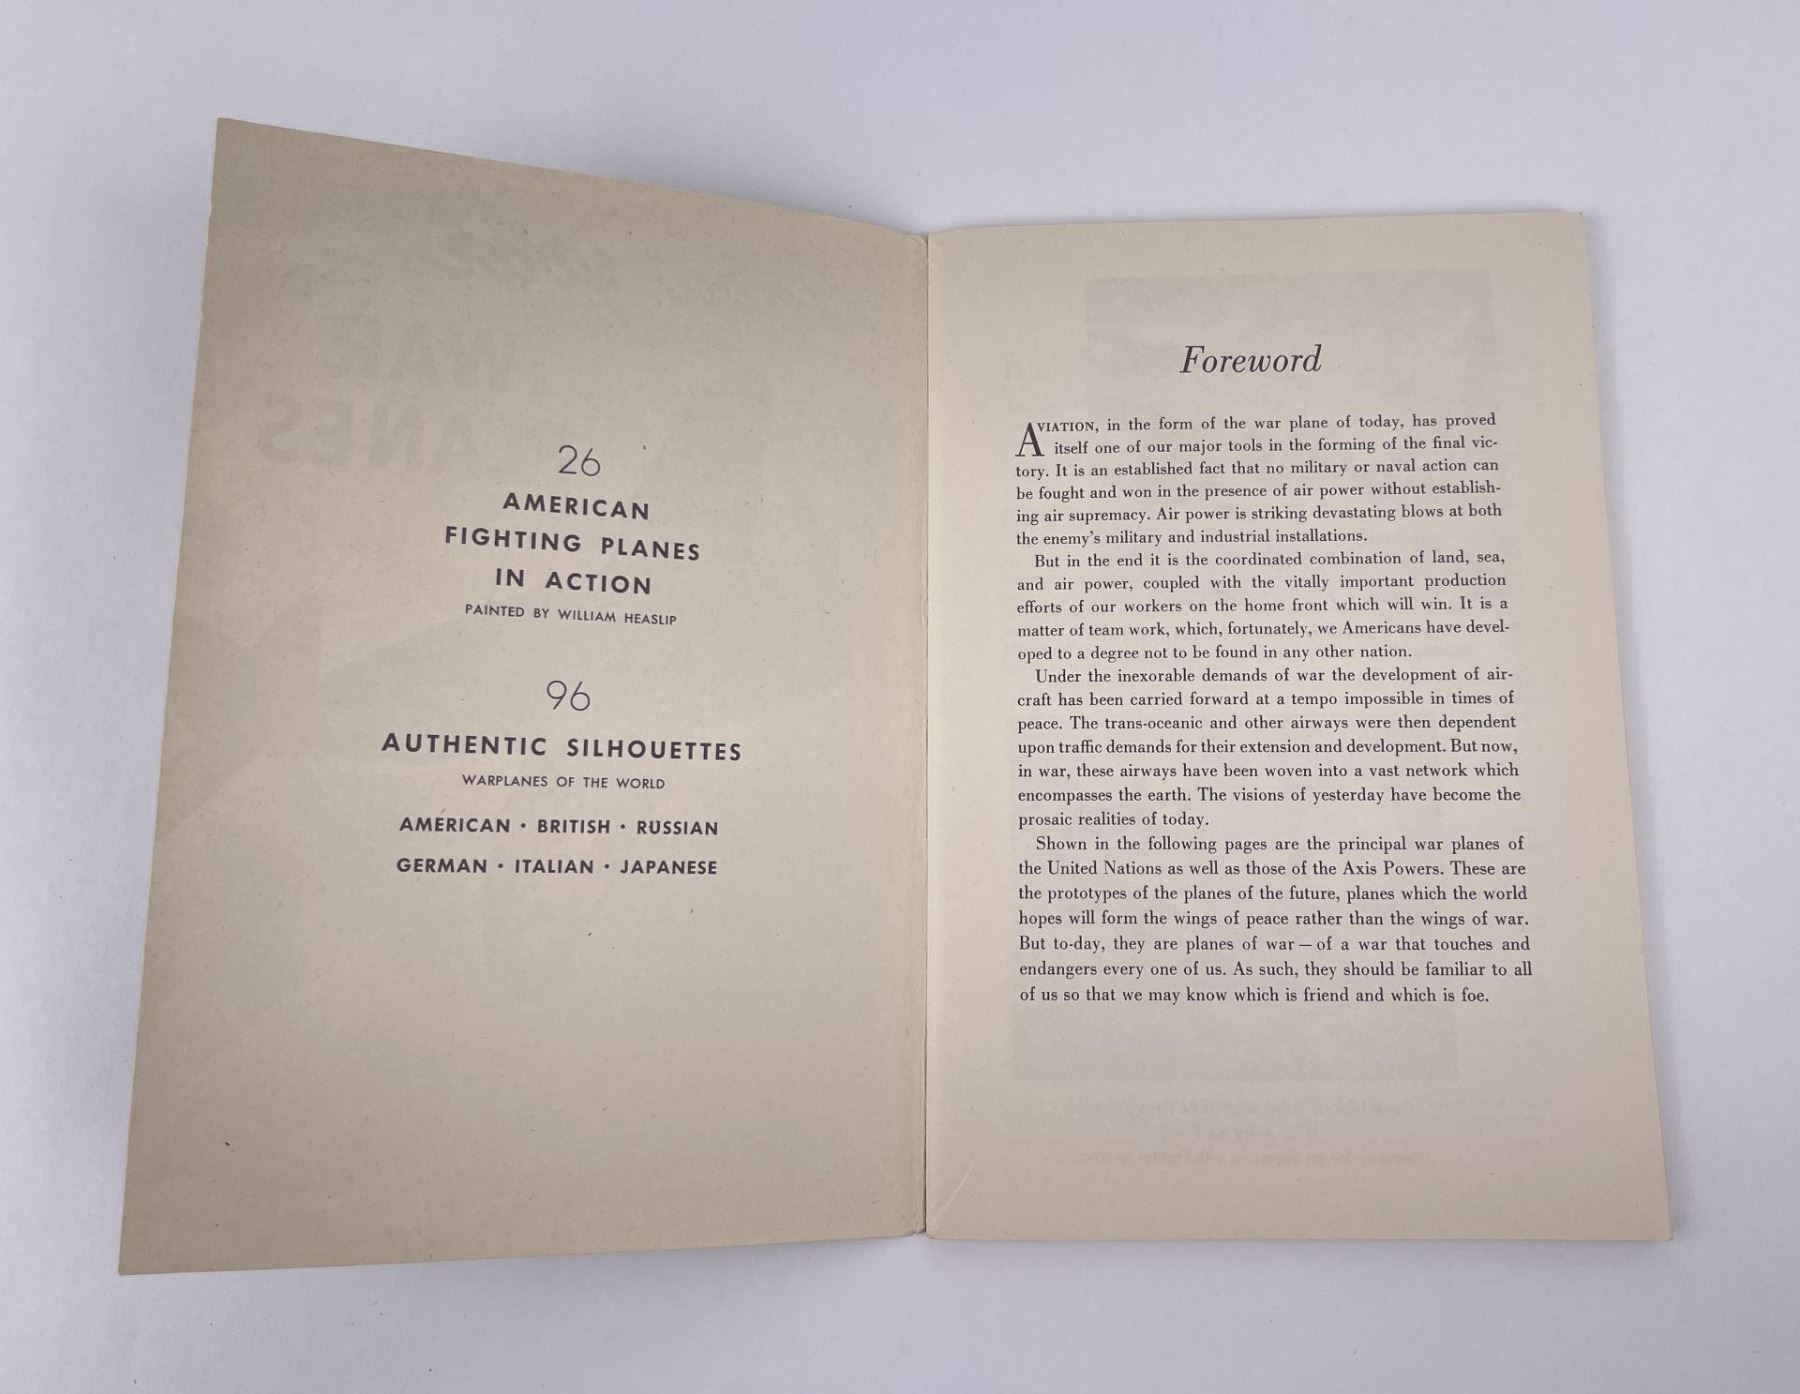 26
AMERICAN
FIGHTING PLANES
IN ACTION
PAINTED BY WILLIAM HEASLIP
96
AUTHENTIC SILHOUETTES
WARPLANES OF THE WORLD
AMERICAN · BRITISH · RUSSIAN
GERMAN · ITALIAN · JAPANESE
Foreword
AVIATION, in the form of the war plane of today, has proved
itself one of our major tools in the forming of the final vic-
tory. It is an established fact that no military or naval action can
be fought and won in the presence of air power without establish-
ing air supremacy. Air power is striking devastating blows at both
the enemy's military and industrial installations.
But in the end it is the coordinated combination of land, sea,
and air power, coupled with the vitally important production
efforts of our workers on the home front which will win. It is a
matter of team work, which, fortunately, we Americans have devel-
oped to a degree not to be found in any other nation.
Under the inexorable demands of war the development of air-
craft has been carried forward at a tempo impossible in times of
peace. The trans-oceanic and other airways were then dependent
upon traffic demands for their extension and development. But now,
in war, these airways have been woven into a vast network which
encompasses the earth. The visions of yesterday have become the
prosaic realities of today.
Shown in the following pages are the principal war planes of
the United Nations as well as those of the Axis Powers. These are
the prototypes of the planes of the future, planes which the world
hopes will form the wings of peace rather than the wings of war.
But to-day, they are planes of war — of a war that touches and
endangers every one of us. As such, they should be familiar to all
of us so that we may know which is friend and which is foe.